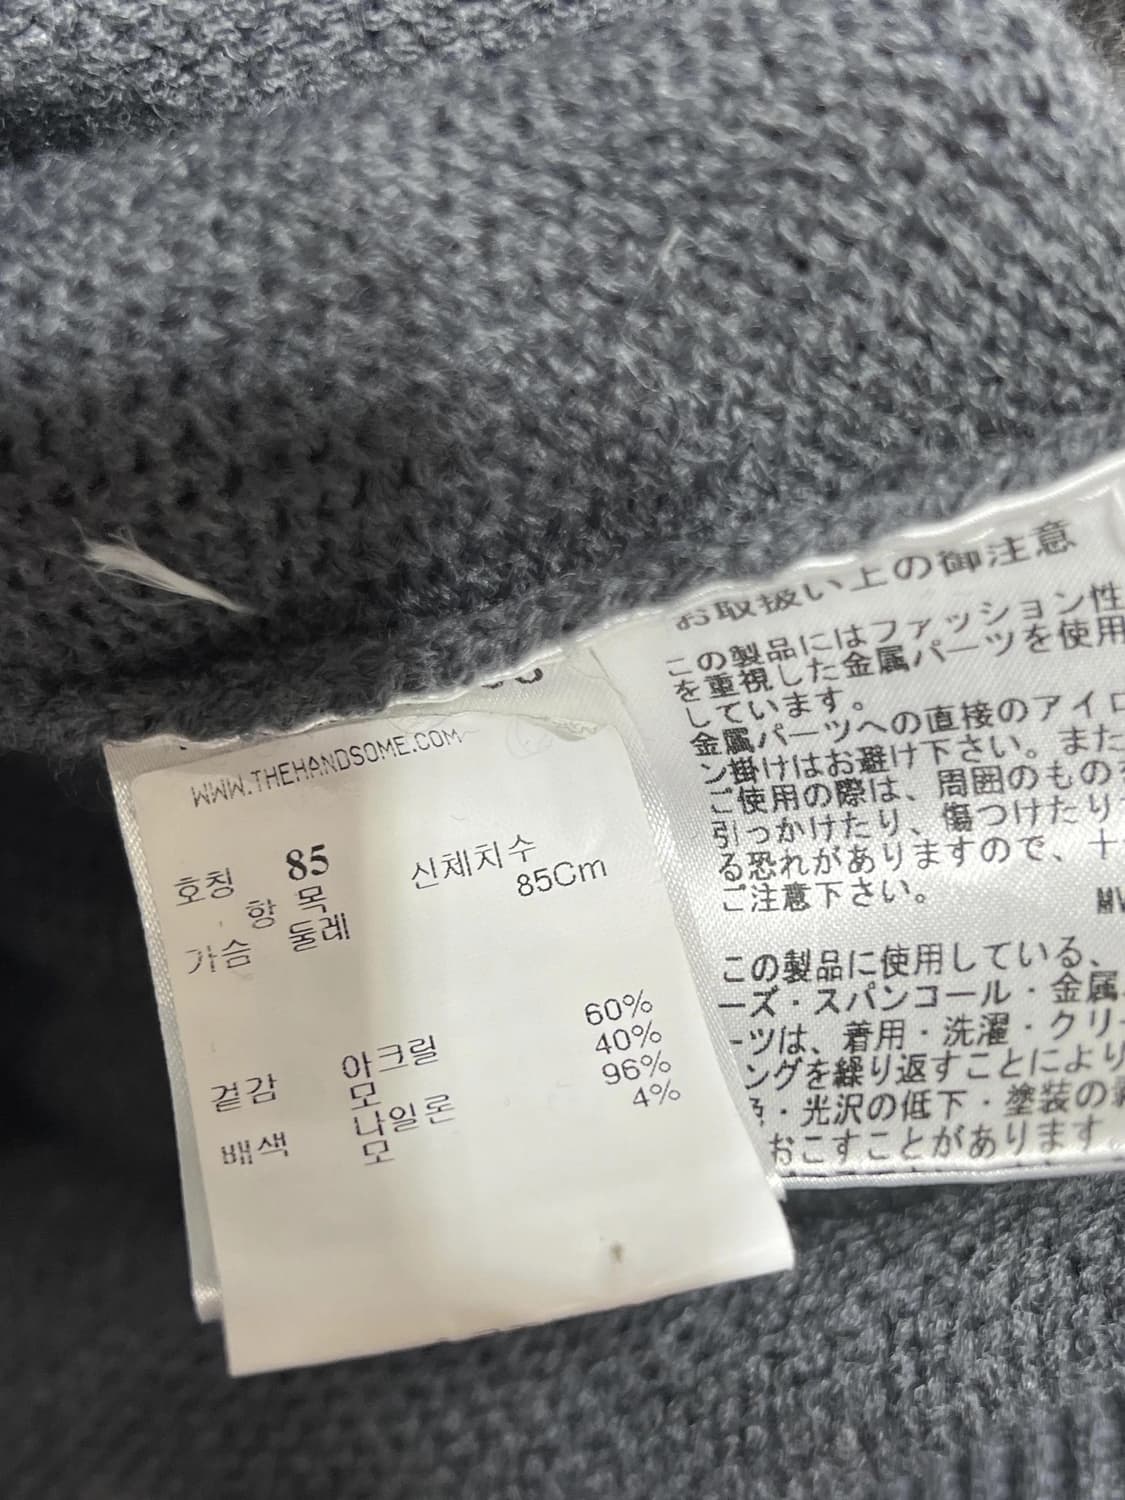 WWW.THEHANDSOME.COM
호칭 85 신체치수
항 목 85Cm
가슴 둘레
60%
겉감 아크릴 40%
모 96%
배색 나일론 4%
모
お取扱い上の御注意
この製品にはファッション性
を重視した金属パーツを使用
しています。
金属パーツへの直接のアイロ
ン掛けはお避け下さい。また
ご使用の際は、周囲のものを
引っかけたり、傷つけたり
る恐れがありますので、十
ご注意下さい。
MV
この製品に使用している、
ーズ・スパンコール・金属
ーツは、着用・洗濯・クリー
ングを繰り返すことにより
・光沢の低下・塗装の剥
おこすことがあります